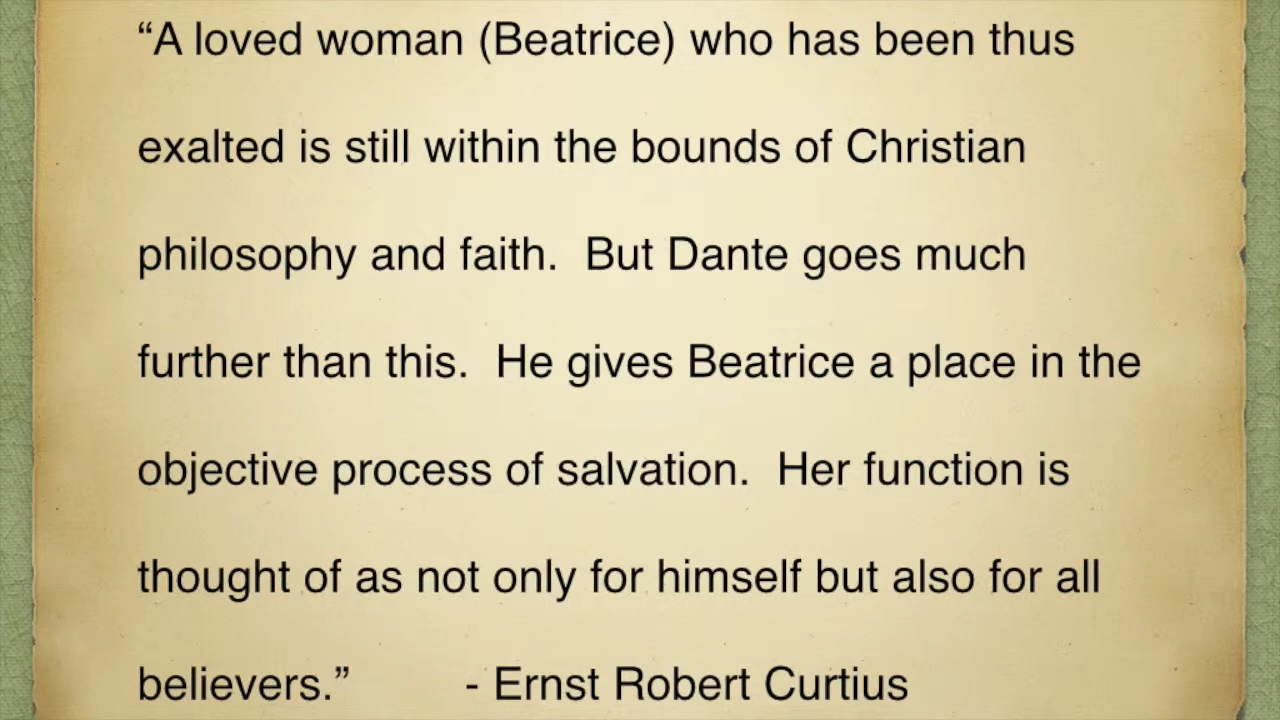 “A loved woman (Beatrice) who has been thus
exalted is still within the bounds of Christian
philosophy and faith.  But Dante goes much
further than this.  He gives Beatrice a place in the
objective process of salvation.  Her function is
thought of as not only for himself but also for all
believers.”          - Ernst Robert Curtius